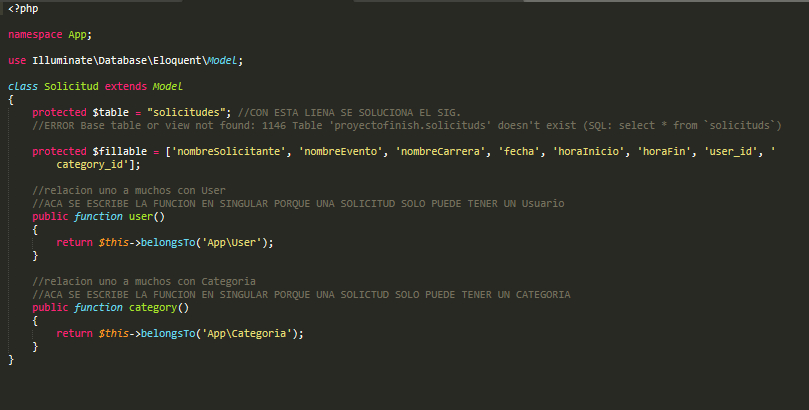 <?php
namespace App;
use Illuminate\Database\Eloquent\Model;
class Solicitud extends Model
{
protected $table = "solicitudes"; //CON ESTA LIENA SE SOLUCIONA EL SIG.
//ERROR Base table or view not found: 1146 Table 'proyectofinish.solicituds' doesn't exist (SQL: select * from `solicituds`)
protected $fillable = ['nombreSolicitante', 'nombreEvento', 'nombreCarrera', 'fecha', 'horaInicio', 'horaFin', 'user_id', '
category_id'];
//relacion uno a muchos con User
//ACA SE ESCRIBE LA FUNCION EN SINGULAR PORQUE UNA SOLICITUD SOLO PUEDE TENER UN Usuario
public function user()
{
return $this->belongsTo('App\User');
}
//relacion uno a muchos con Categoria
//ACA SE ESCRIBE LA FUNCION EN SINGULAR PORQUE UNA SOLICTUD SOLO PUEDE TENER UN CATEGORIA
public function category()
{
return $this->belongsTo('App\Categoria');
}
}